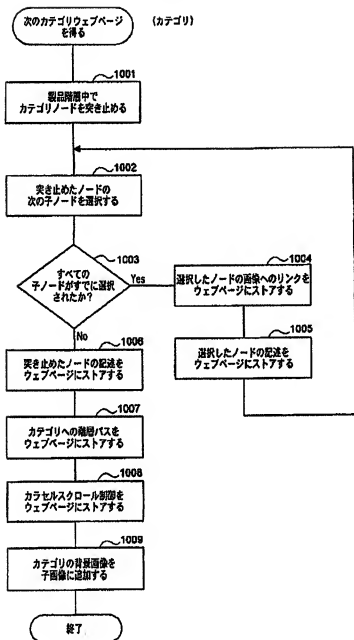 次のカテゴリウェブページ
を得る
(カテゴリ)
1001
製品階層中で
カテゴリノードを突き止める
1002
突き止めたノードの
次の子ノードを選択する
1003
すべての
子ノードがすでに選択
されたか?
Yes
No
1004
選択したノードの画像へのリンクを
ウェブページにストアする
1005
選択したノードの記述を
ウェブページにストアする
1006
突き止めたノードの記述を
ウェブページにストアする
1007
カテゴリへの階層パスを
ウェブページにストアする
1008
カラセルスクロール制御を
ウェブページにストアする
1009
カテゴリの背景画像を
子画像に追加する
終了